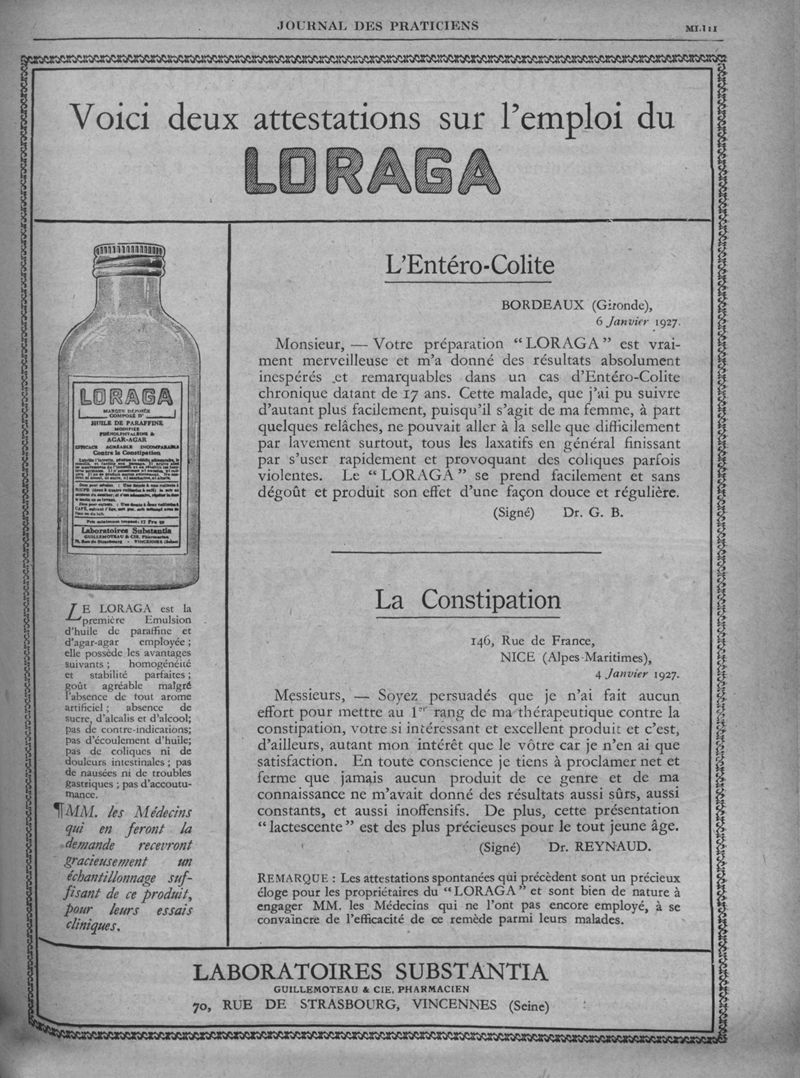 JOURNAL DES PRATICIENS
Voici deux attestations sur l'emploi du
LORAGA
LORAGA
MARQUE DÉPOSÉE
COMPOSÉ D'
HUILE DE PARAFFINE
AGAR-AGAR
EFFICACE AGRÉABLE INCOMPARABLE
Contre la Constipation
Laboratoires Substantia
GUILLEMOTEAU & CIE. Pharmacien
LE LORAGA est la
première Emulsion
d'huile de paraffine et
d'agar-agar employée ;
elle possède les avantages
suivants ; homogénéité
et stabilité parfaites ;
goût agréable malgré
l'absence de tout arome
artificiel ; absence de
sucre, d'alcalis et d'alcool;
pas de contre-indications;
pas d'écoulement d'huile;
pas de coliques ni de
douleurs intestinales ; pas
de nausées ni de troubles
gastriques ; pas d'accoutu-
mance.
¶MM. les Médecins
qui en feront la
demande recevront
gracieusement un
échantillonnage suf-
fisant de ce produit,
pour leurs essais
cliniques.
L'Entéro-Colite
BORDEAUX (Gironde),
6 Janvier 1927.
Monsieur, — Votre préparation “LORAGA” est vrai-
ment merveilleuse et m'a donné des résultats absolument
inespérés et remarquables dans un cas d'Entéro-Colite
chronique datant de 17 ans. Cette malade, que j'ai pu suivre
d'autant plus facilement, puisqu'il s'agit de ma femme, à part
quelques relâches, ne pouvait aller à la selle que difficilement
par lavement surtout, tous les laxatifs en général finissant
par s'user rapidement et provoquant des coliques parfois
violentes. Le “LORAGA” se prend facilement et sans
dégoût et produit son effet d'une façon douce et régulière.
(Signé) Dr. G. B.
La Constipation
146, Rue de France,
NICE (Alpes-Maritimes),
4 Janvier 1927.
Messieurs, — Soyez persuadés que je n'ai fait aucun
effort pour mettre au 1er rang de ma thérapeutique contre la
constipation, votre si intéressant et excellent produit et c'est,
d'ailleurs, autant mon intérêt que le vôtre car je n'en ai que
satisfaction. En toute conscience je tiens à proclamer net et
ferme que jamais aucun produit de ce genre et de ma
connaissance ne m'avait donné des résultats aussi sûrs, aussi
constants, et aussi inoffensifs. De plus, cette présentation
“lactescente” est des plus précieuses pour le tout jeune âge.
(Signé) Dr. REYNAUD.
REMARQUE : Les attestations spontanées qui précèdent sont un précieux
éloge pour les propriétaires du “LORAGA” et sont bien de nature à
engager MM. les Médecins qui ne l'ont pas encore employé, à se
convaincre de l'efficacité de ce remède parmi leurs malades.
LABORATOIRES SUBSTANTIA
GUILLEMOTEAU & CIE, PHARMACIEN
70, RUE DE STRASBOURG, VINCENNES (Seine)